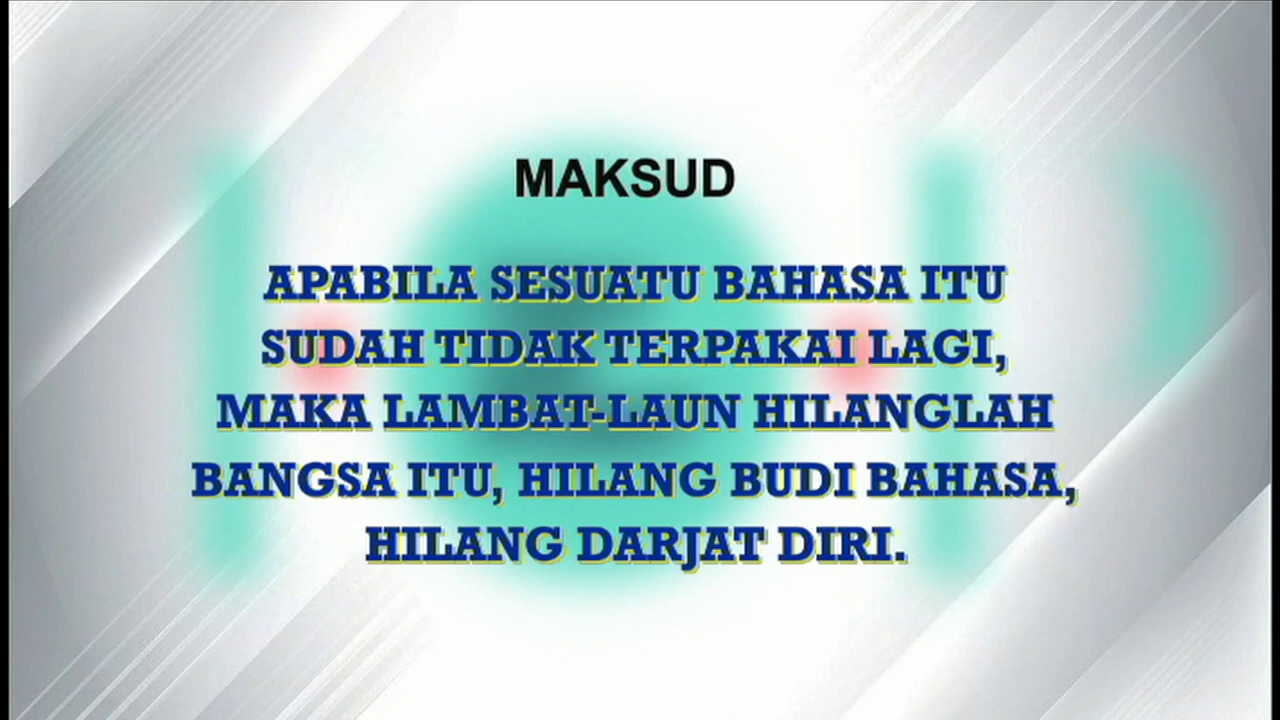 MAKSUD
APABILA SESUATU BAHASA ITU
SUDAH TIDAK TERPAKAI LAGI,
MAKA LAMBAT-LAUN HILANGLAH
BANGSA ITU, HILANG BUDI BAHASA,
HILANG DARJAT DIRI.